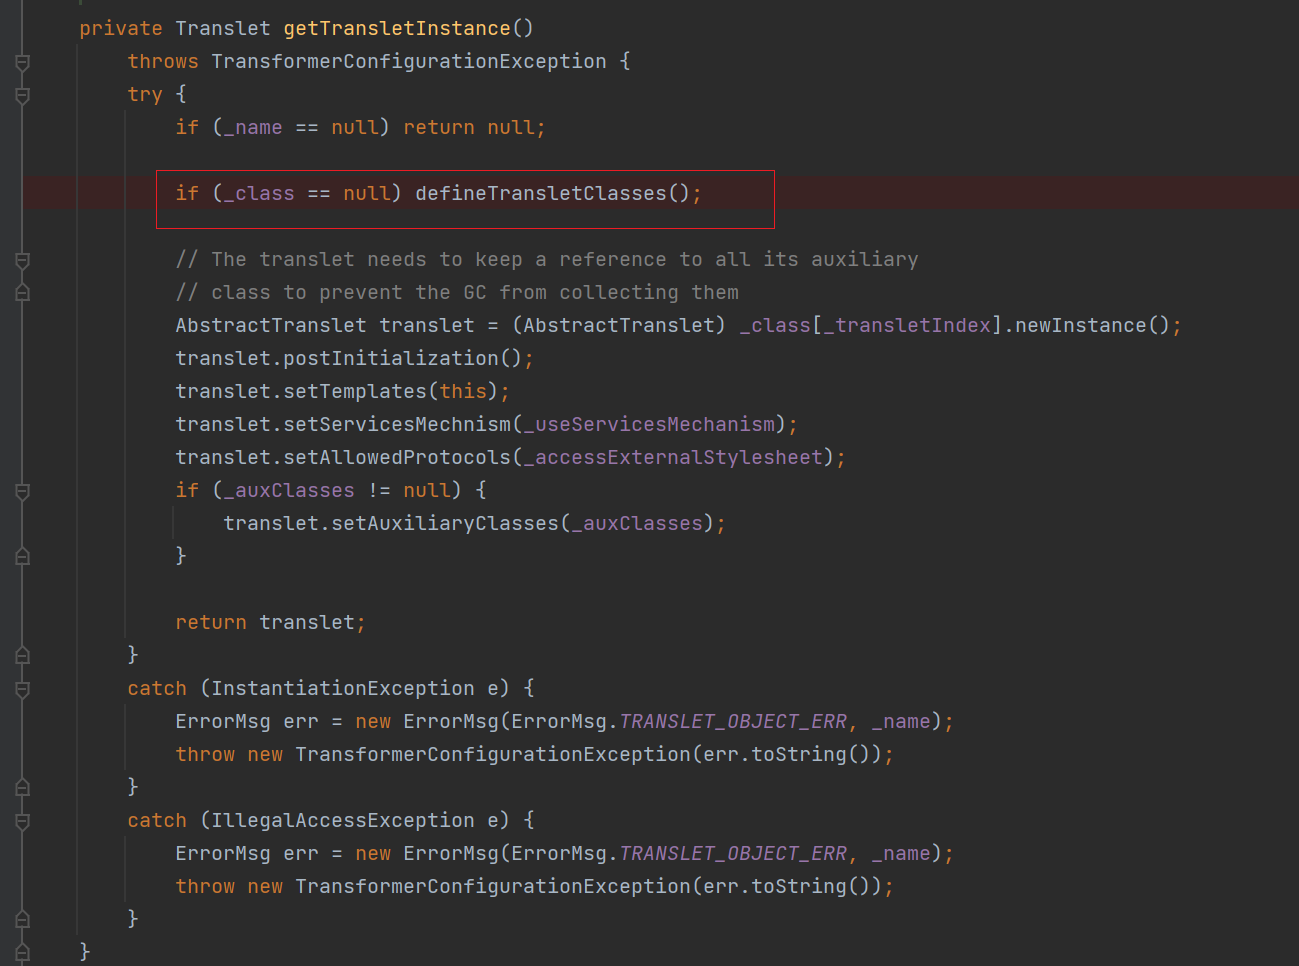 private Translet getTransletInstance()
    throws TransformerConfigurationException {
    try {
        if (_name == null) return null;

        if (_class == null) defineTransletClasses();

        // The translet needs to keep a reference to all its auxiliary
        // class to prevent the GC from collecting them
        AbstractTranslet translet = (AbstractTranslet) _class[_transletIndex].newInstance();
        translet.postInitialization();
        translet.setTemplates(this);
        translet.setServicesMechnism(_useServicesMechanism);
        translet.setAllowedProtocols(_accessExternalStylesheet);
        if (_auxClasses != null) {
            translet.setAuxiliaryClasses(_auxClasses);
        }

        return translet;
    }
    catch (InstantiationException e) {
        ErrorMsg err = new ErrorMsg(ErrorMsg.TRANSLET_OBJECT_ERR, _name);
        throw new TransformerConfigurationException(err.toString());
    }
    catch (IllegalAccessException e) {
        ErrorMsg err = new ErrorMsg(ErrorMsg.TRANSLET_OBJECT_ERR, _name);
        throw new TransformerConfigurationException(err.toString());
    }
}